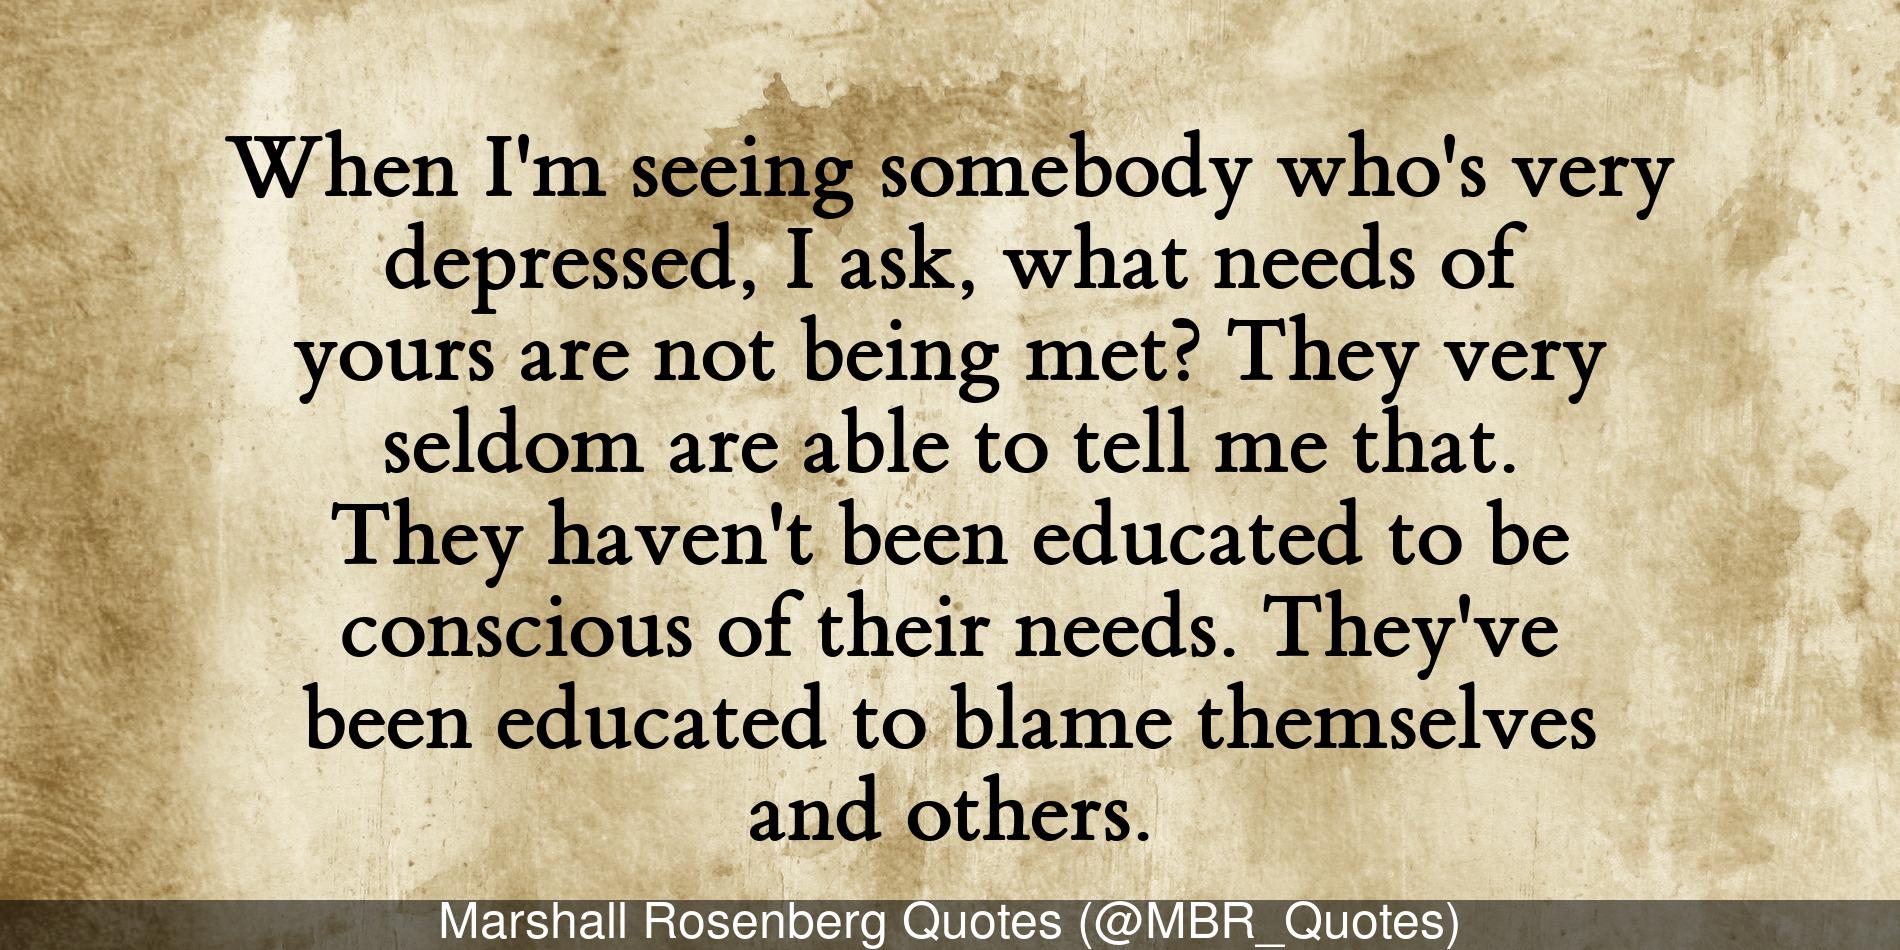 When I'm seeing somebody who's very
depressed, I ask, what needs of
yours are not being met? They very
seldom are able to tell me that.
They haven't been educated to be
conscious of their needs. They've
been educated to blame themselves
and others.
Marshall Rosenberg Quotes (@MBR_Quotes)